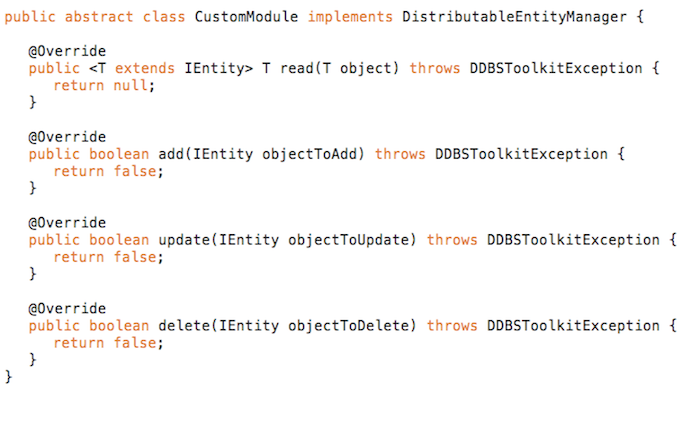 public abstract class CustomModule implements DistributableEntityManager {
@Override
public <T extends IEntity> T read(T object) throws DDBSToolkitException {
return null;
}
@Override
public boolean add(IEntity objectToAdd) throws DDBSToolkitException {
return false;
}
@Override
public boolean update(IEntity objectToUpdate) throws DDBSToolkitException {
return false;
}
@Override
public boolean delete(IEntity objectToDelete) throws DDBSToolkitException {
return false;
}
}